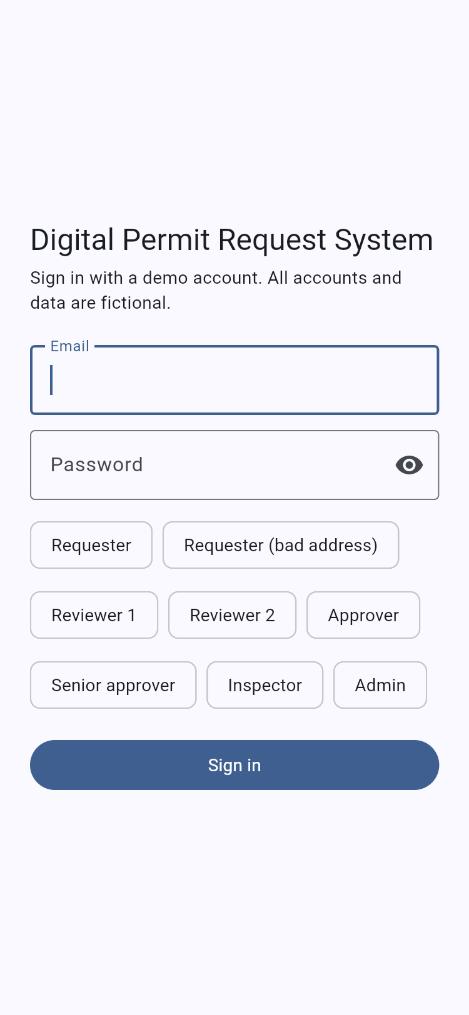 Digital Permit Request System
Sign in with a demo account. All accounts and
data are fictional.
Email
Password
Requester
Requester (bad address)
Reviewer 1
Reviewer 2
Approver
Senior approver
Inspector
Admin
Sign in